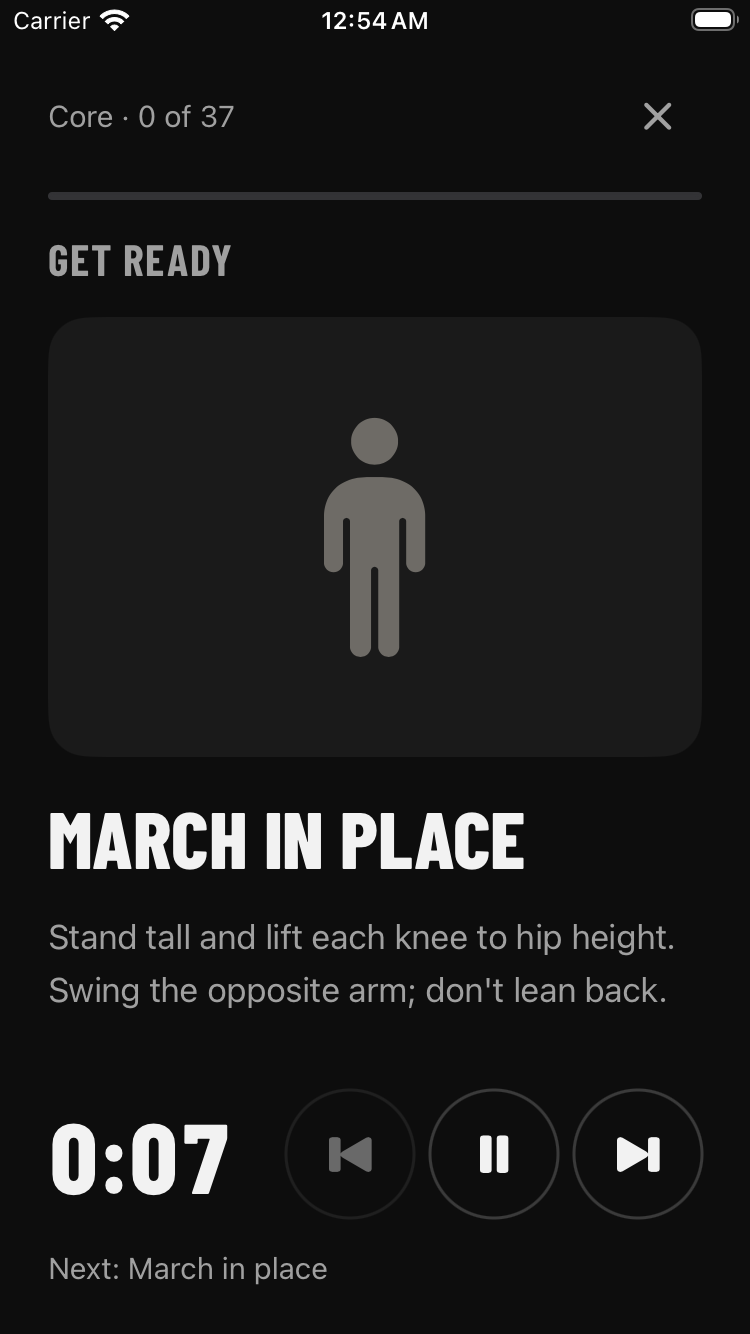 Carrier 12:54 AM
Core · 0 of 37
GET READY
MARCH IN PLACE
Stand tall and lift each knee to hip height.
Swing the opposite arm; don't lean back.
0:07
Next: March in place